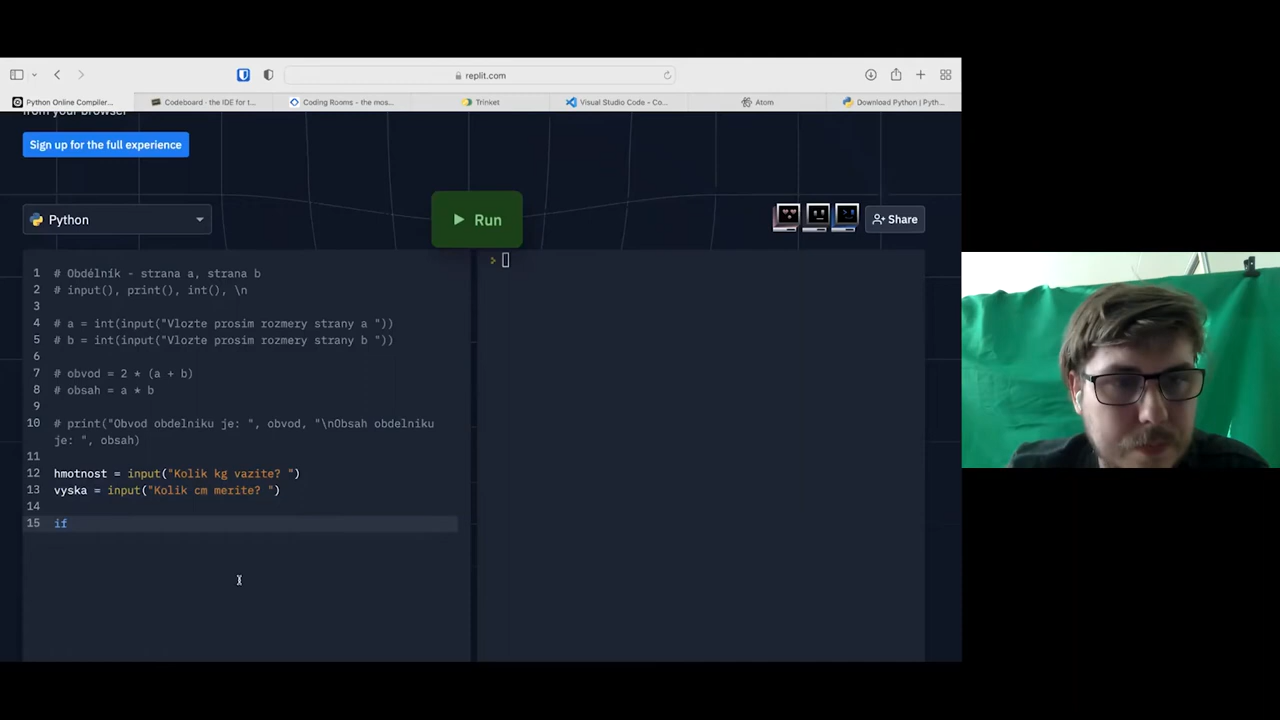 replit.com
Python Online Compiler...
Codeboard - the IDE for t...
Coding Rooms - the mos...
Trinket
Visual Studio Code - Co...
Atom
Download Python | Pyth...
from your browser
Sign up for the full experience
Python
Run
Share
1 # Obdélník - strana a, strana b
2 # input(), print(), int(), \n
3
4 # a = int(input("Vlozte prosim rozmery strany a "))
5 # b = int(input("Vlozte prosim rozmery strany b "))
6
7 # obvod = 2 * (a + b)
8 # obsah = a * b
9
10 # print("Obvod obdelniku je: ", obvod, "\nObsah obdelniku
je: ", obsah)
11
12 hmotnost = input("Kolik kg vazite? ")
13 vyska = input("Kolik cm merite? ")
14
15 if